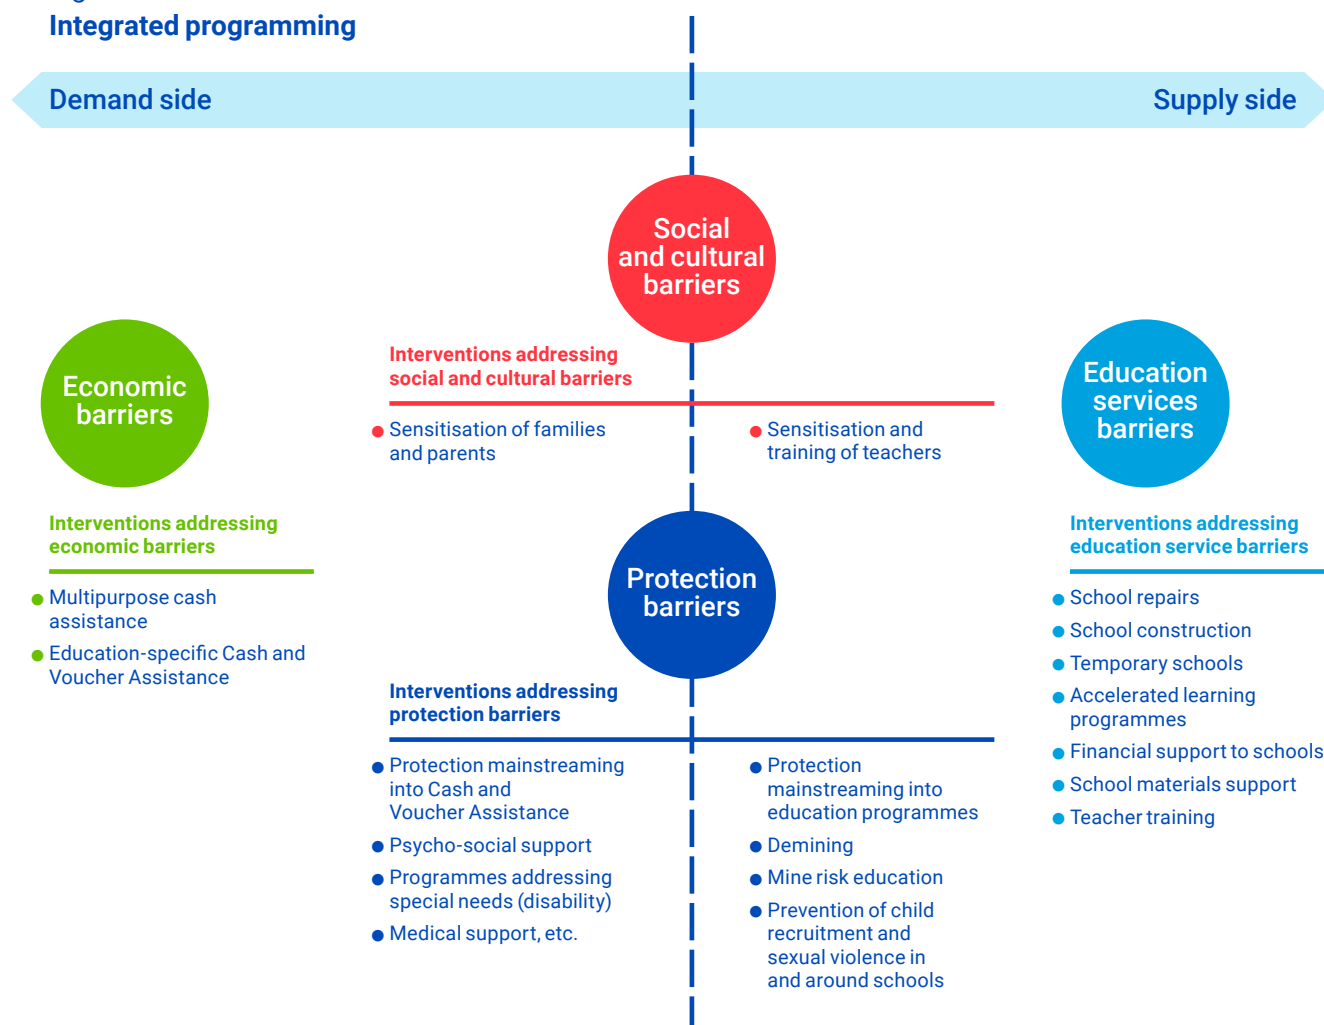 Integrated programming
Demand side
Supply side
Social
and cultural
barriers
Economic
barriers
Interventions addressing
economic barriers
Multipurpose cash
assistance
Education-specific Cash and
Voucher Assistance
Interventions addressing
social and cultural barriers
Sensitisation of families
and parents
Sensitisation and
training of teachers
Protection
barriers
Interventions addressing
protection barriers
Protection mainstreaming
into Cash and
Voucher Assistance
Psycho-social support
Programmes addressing
special needs (disability)
Medical support, etc.
Protection
mainstreaming into
education programmes
Demining
Mine risk education
Prevention of child
recruitment and
sexual violence in
and around schools
Education
services
barriers
Interventions addressing
education service barriers
School repairs
School construction
Temporary schools
Accelerated learning
programmes
Financial support to schools
School materials support
Teacher training